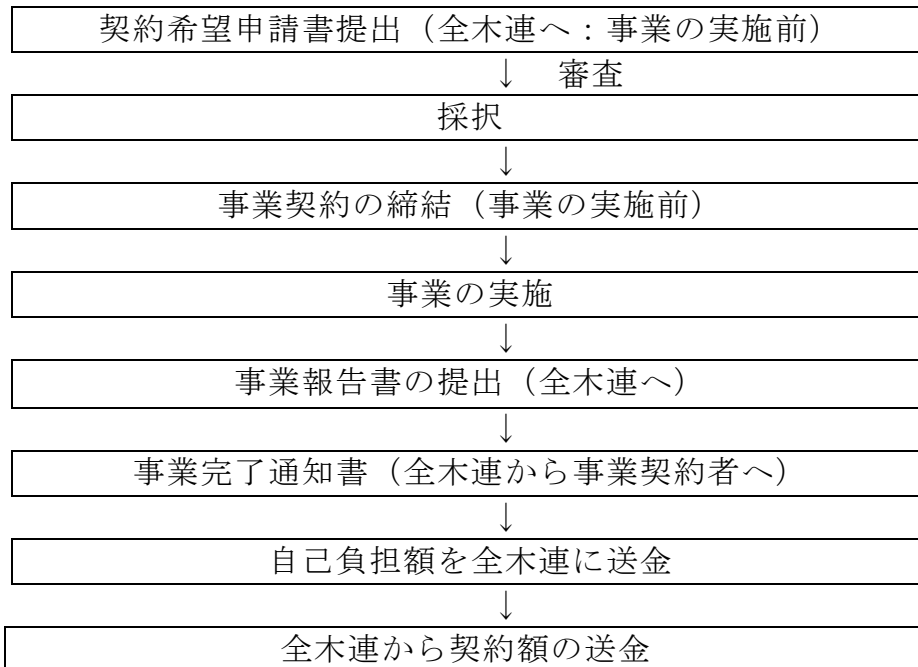 契約希望申請書提出（全木連へ：事業の実施前）
↓　審査
採択
↓
事業契約の締結（事業の実施前）
↓
事業の実施
↓
事業報告書の提出（全木連へ）
↓
事業完了通知書（全木連から事業契約者へ）
↓
自己負担額を全木連に送金
↓
全木連から契約額の送金